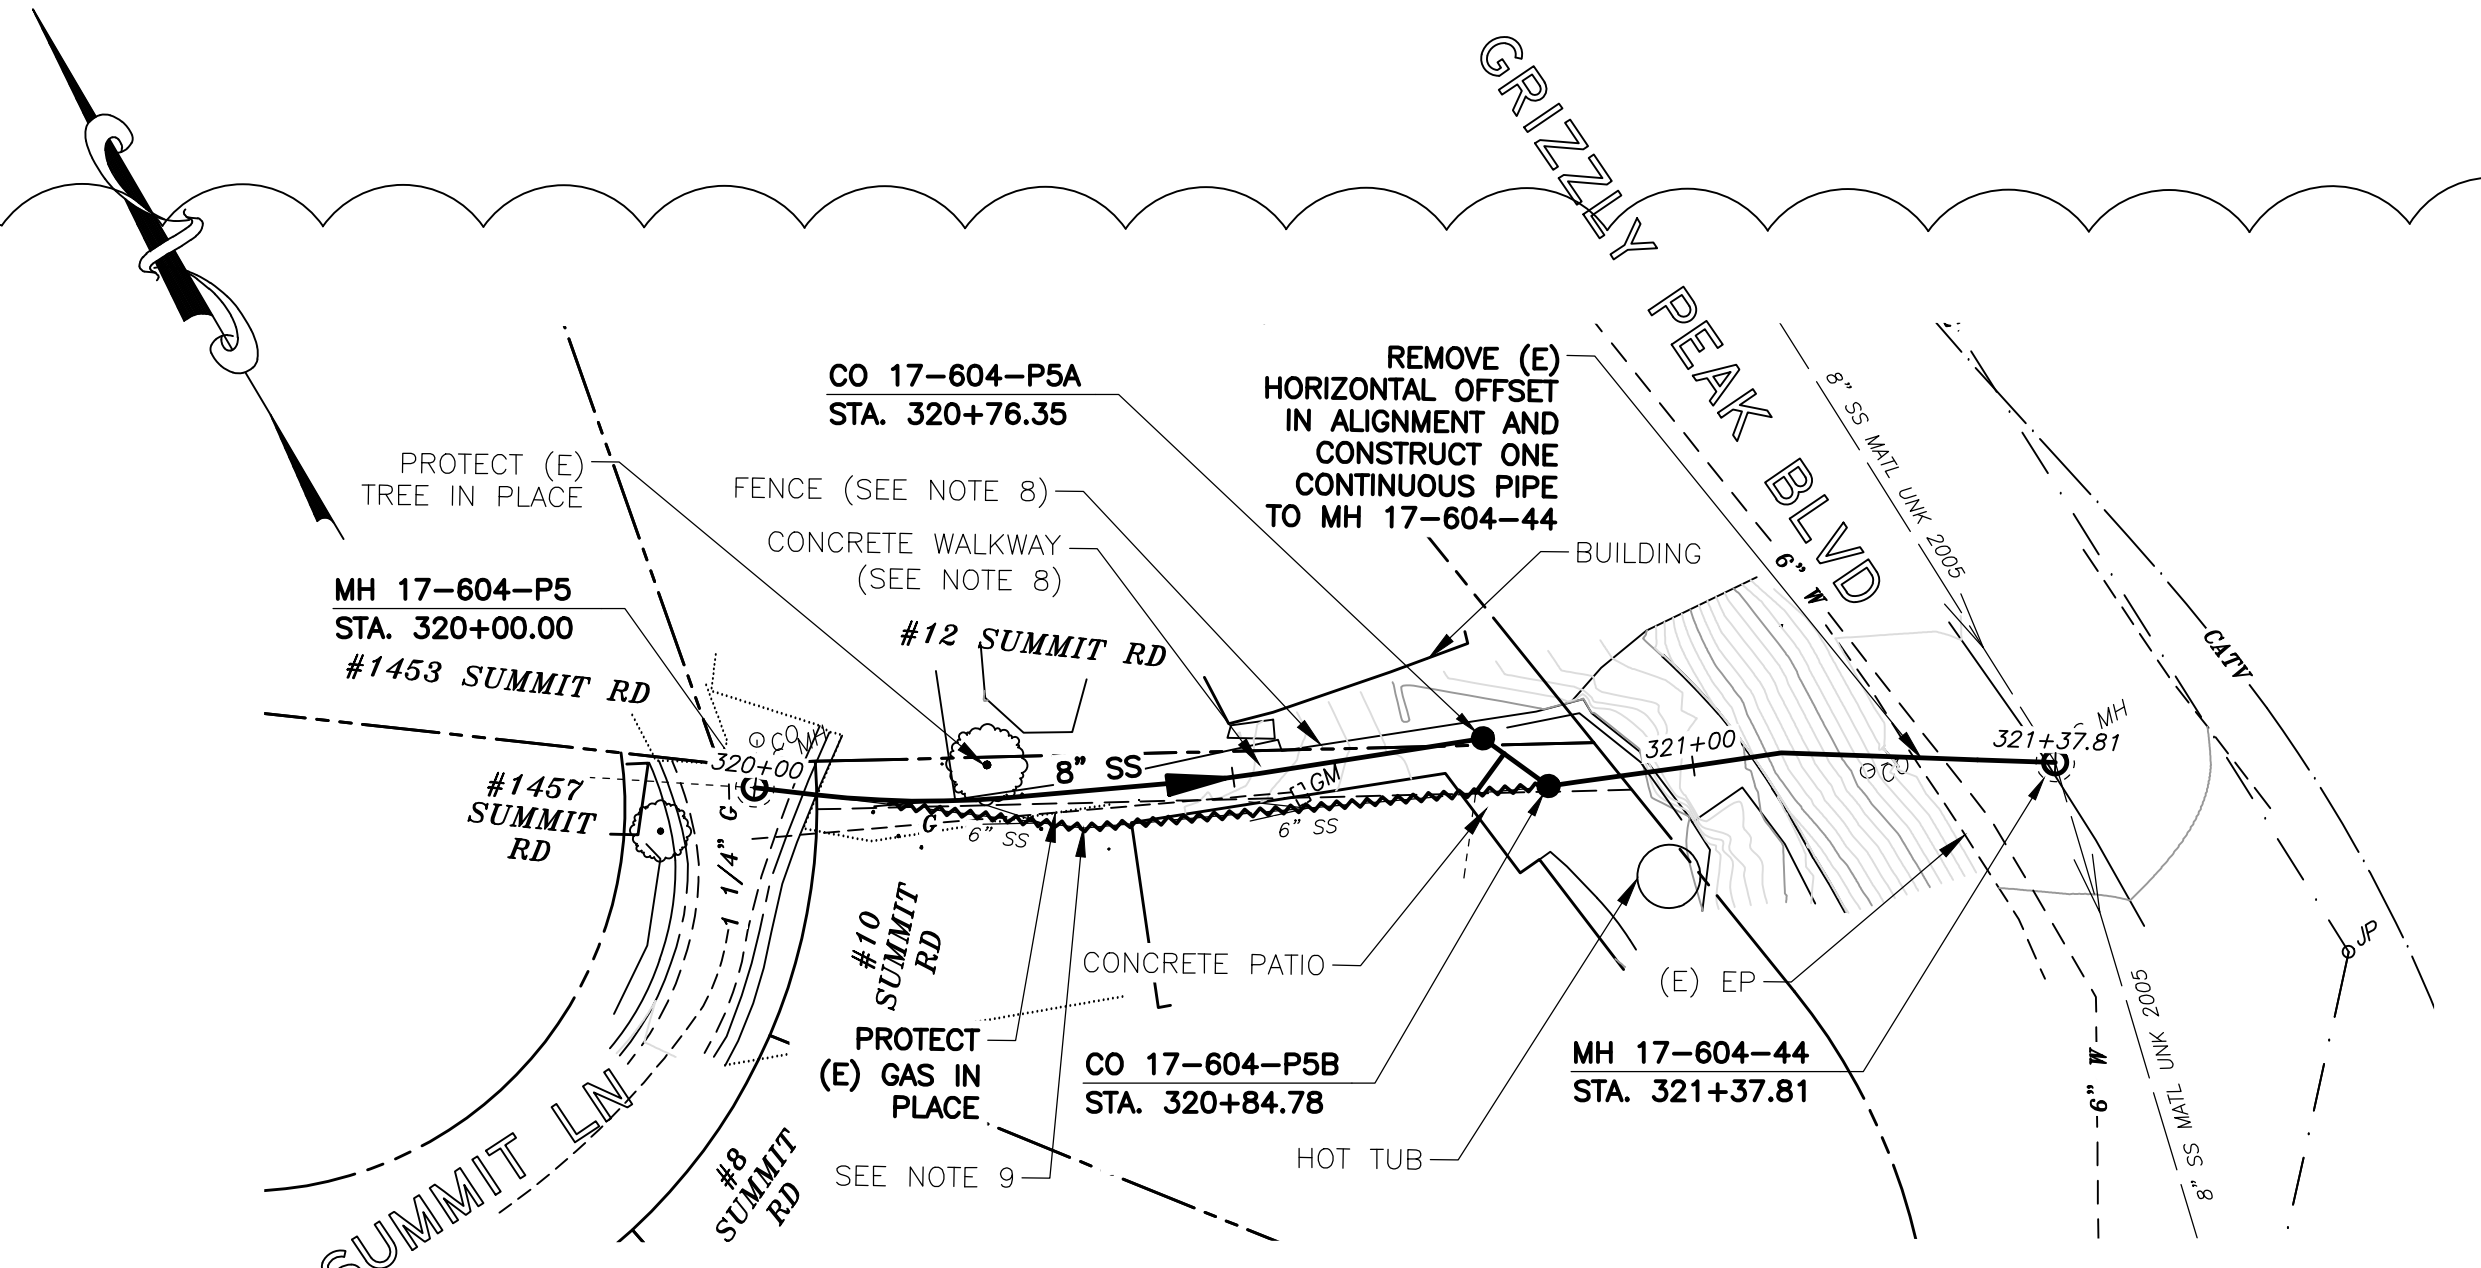 GRIZZLY PEAK BLVD
CO 17-604-P5A
STA. 320+76.35
REMOVE (E)
HORIZONTAL OFFSET
IN ALIGNMENT AND
CONSTRUCT ONE
CONTINUOUS PIPE
TO MH 17-604-44
8" SS MATL UNK 2005
PROTECT (E)
TREE IN PLACE
FENCE (SEE NOTE 8)
CONCRETE WALKWAY
(SEE NOTE 8)
BUILDING
6" W
MH 17-604-P5
STA. 320+00.00
#12 SUMMIT RD
#1453 SUMMIT RD
CATV
CO
MH
320+00
8" SS
321+00
MH
321+37.81
CO
GM
#1457
SUMMIT
RD
G
1 1/4" G
6" SS
6" SS
#10
SUMMIT
RD
CONCRETE PATIO
(E) EP
JP
PROTECT
(E) GAS IN
PLACE
CO 17-604-P5B
STA. 320+84.78
MH 17-604-44
STA. 321+37.81
6" W
8" SS MATL UNK 2005
HOT TUB
SEE NOTE 9
#8
SUMMIT
RD
SUMMIT LN